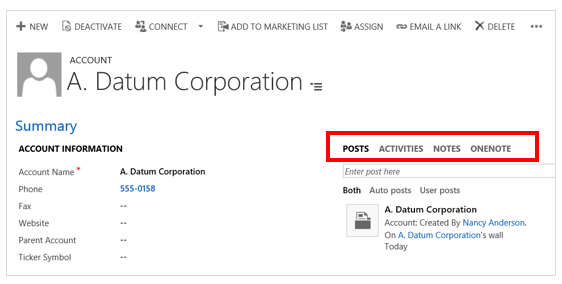 NEW DEACTIVATE CONNECT ADD TO MARKETING LIST ASSIGN EMAIL A LINK DELETE ...
ACCOUNT
A. Datum Corporation
Summary
ACCOUNT INFORMATION
Account Name * A. Datum Corporation
Phone 555-0158
Fax --
Website --
Parent Account --
Ticker Symbol --
POSTS ACTIVITIES NOTES ONENOTE
Enter post here
Both Auto posts User posts
A. Datum Corporation
Account: Created By Nancy Anderson.
On A. Datum Corporation's wall
Today